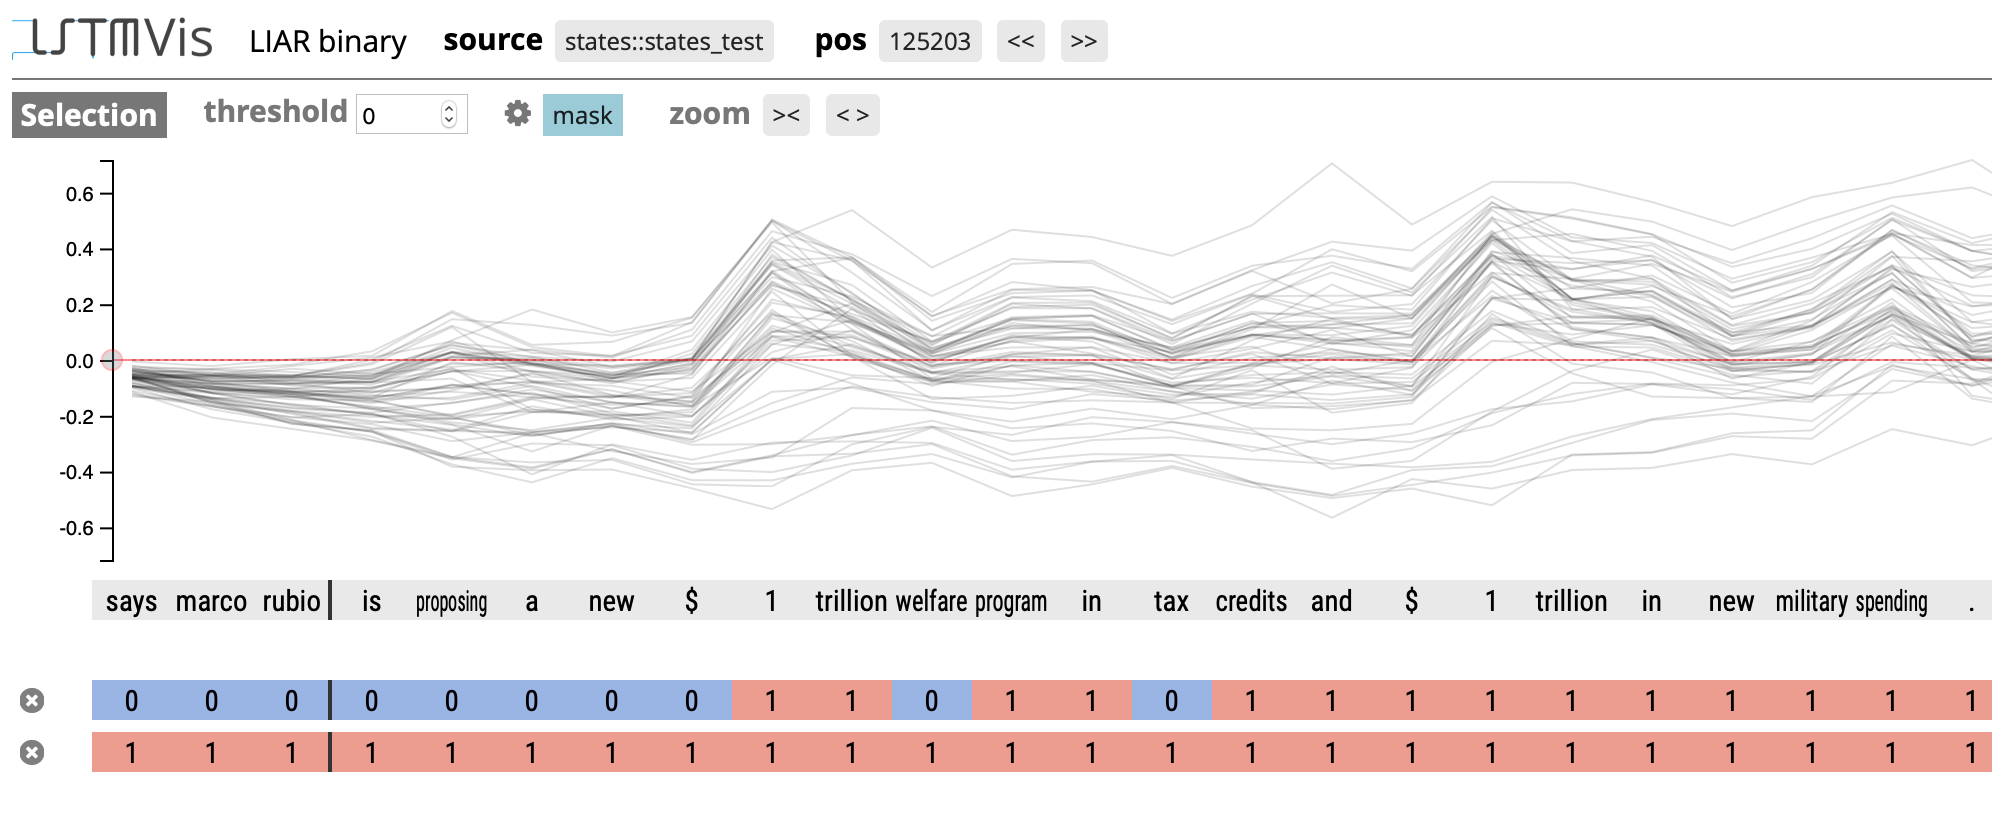 LSTMVis LIAR binary source states::states_test pos 125203 << >>
Selection threshold 0 mask zoom >< < >
0.6
0.4
0.2
0.0
-0.2
-0.4
-0.6
says marco rubio is proposing a new $ 1 trillion welfare program in tax credits and $ 1 trillion in new military spending .
0 0 0 0 0 0 0 0 1 1 0 1 1 0 1 1 1 1 1 1 1 1 1 1
1 1 1 1 1 1 1 1 1 1 1 1 1 1 1 1 1 1 1 1 1 1 1 1